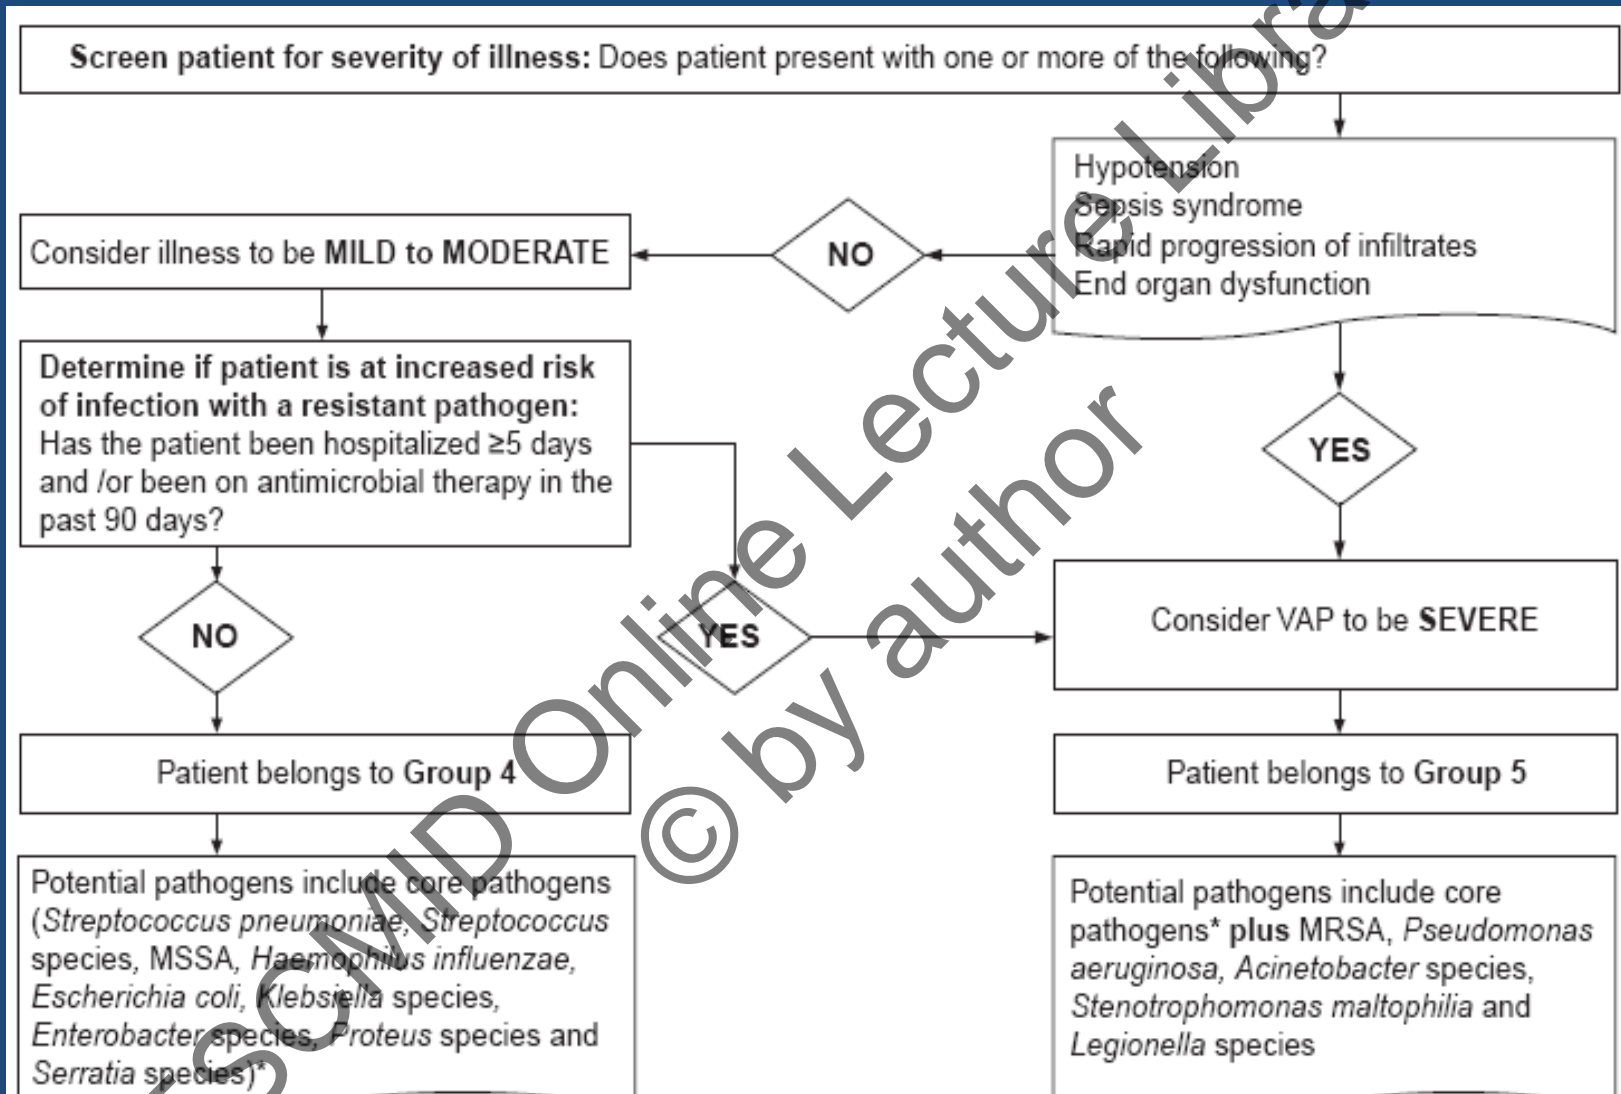 Screen patient for severity of illness: Does patient present with one or more of the following?
Hypotension
Sepsis syndrome
Rapid progression of infiltrates
End organ dysfunction
NO
Consider illness to be MILD to MODERATE
Determine if patient is at increased risk
of infection with a resistant pathogen:
Has the patient been hospitalized ≥5 days
and /or been on antimicrobial therapy in the
past 90 days?
YES
NO
YES
Consider VAP to be SEVERE
Patient belongs to Group 4
Patient belongs to Group 5
Potential pathogens include core pathogens
(Streptococcus pneumoniae, Streptococcus
species, MSSA, Haemophilus influenzae,
Escherichia coli, Klebsiella species,
Enterobacter species, Proteus species and
Serratia species)*
Potential pathogens include core
pathogens* plus MRSA, Pseudomonas
aeruginosa, Acinetobacter species,
Stenotrophomonas maltophilia and
Legionella species
ESCMID Online Lecture
© by author